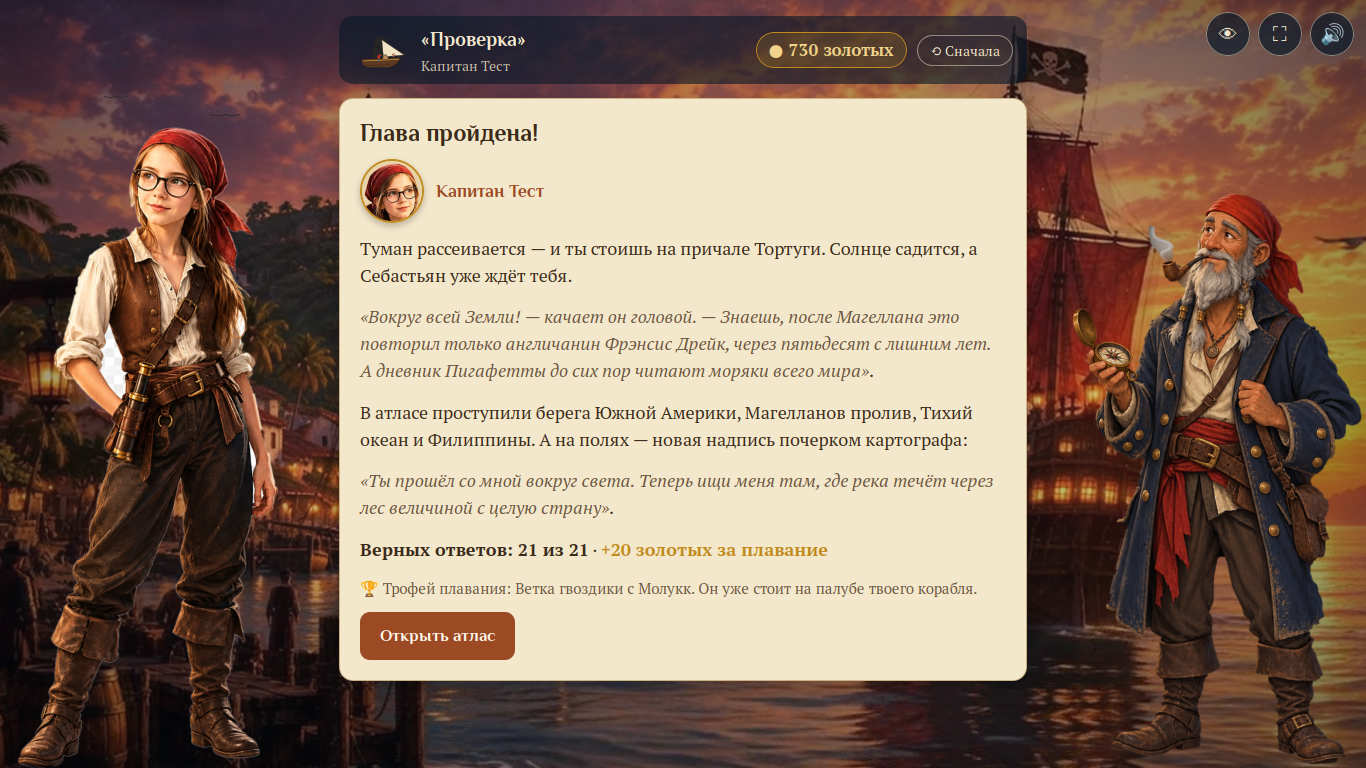 «Проверка»
Капитан Тест
730 золотых
⟲ Сначала
Глава пройдена!
Капитан Тест
Туман рассеивается — и ты стоишь на причале Тортуги. Солнце садится, а
Себастьян уже ждёт тебя.
«Вокруг всей Земли! — качает он головой. — Знаешь, после Магеллана это
повторил только англичанин Фрэнсис Дрейк, через пятьдесят с лишним лет.
А дневник Пигафетты до сих пор читают моряки всего мира».
В атласе проступили берега Южной Америки, Магелланов пролив, Тихий
океан и Филиппины. А на полях — новая надпись почерком картографа:
«Ты прошёл со мной вокруг света. Теперь ищи меня там, где река течёт через
лес величиной с целую страну».
Верных ответов: 21 из 21 · +20 золотых за плавание
🏆 Трофей плавания: Ветка гвоздики с Молукк. Он уже стоит на палубе твоего корабля.
Открыть атлас